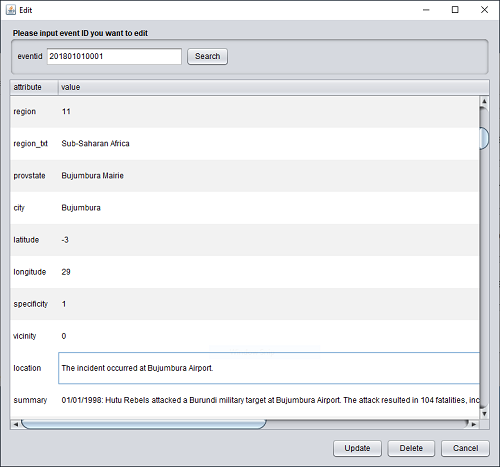 Edit
Please input event ID you want to edit
eventid 201801010001 Search
attribute value
region 11
region_txt Sub-Saharan Africa
provstate Bujumbura Mairie
city Bujumbura
latitude -3
longitude 29
specificity 1
vicinity 0
location The incident occurred at Bujumbura Airport.
summary 01/01/1998: Hutu Rebels attacked a Burundi military target at Bujumbura Airport. The attack resulted in 104 fatalities, inc
Update Delete Cancel